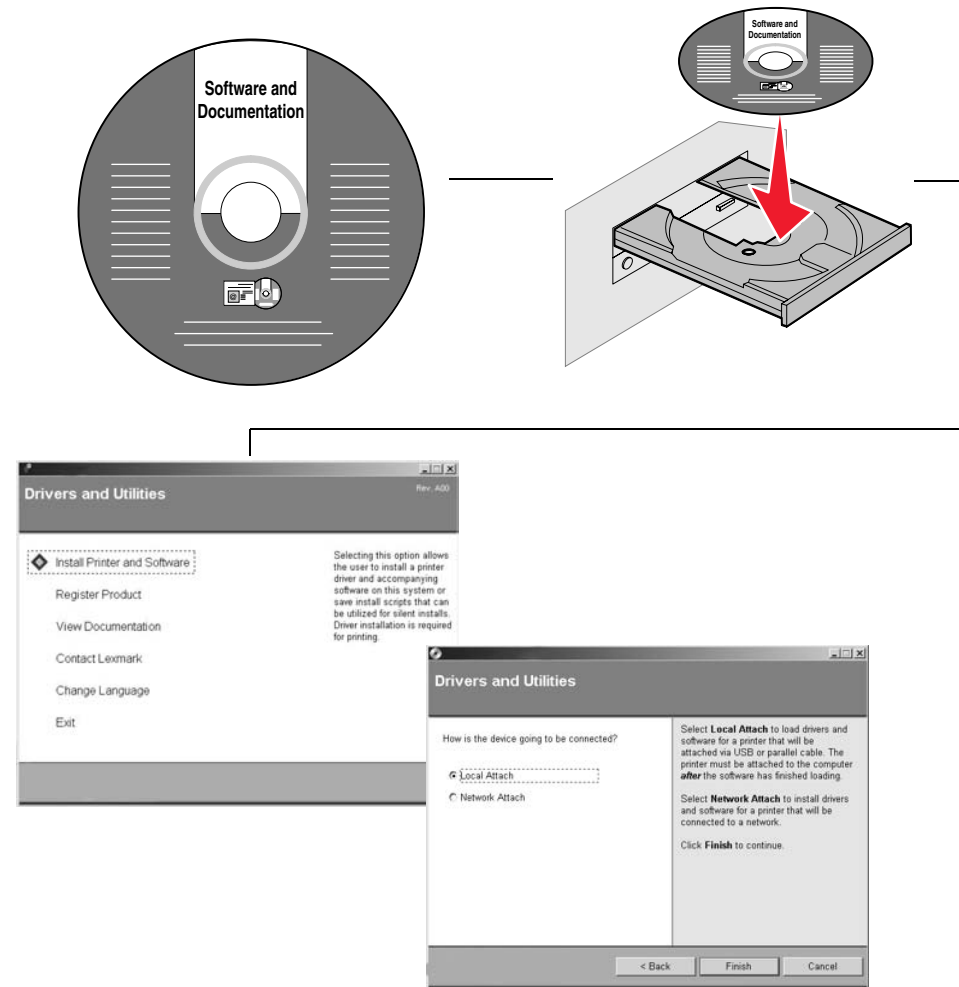 Software and
Documentation
Software and
Documentation
Drivers and Utilities
Rev. A00
Install Printer and Software
Register Product
View Documentation
Contact Lexmark
Change Language
Exit
Selecting this option allows
the user to install a printer
driver and accompanying
software on this system or
save install scripts that can
be utilized for silent installs.
Driver installation is required
for printing.
Drivers and Utilities
How is the device going to be connected?
Local Attach
Network Attach
Select Local Attach to load drivers and
software for a printer that will be
attached via USB or parallel cable. The
printer must be attached to the computer
after the software has finished loading.
Select Network Attach to install drivers
and software for a printer that will be
connected to a network.
Click Finish to continue.
< Back
Finish
Cancel